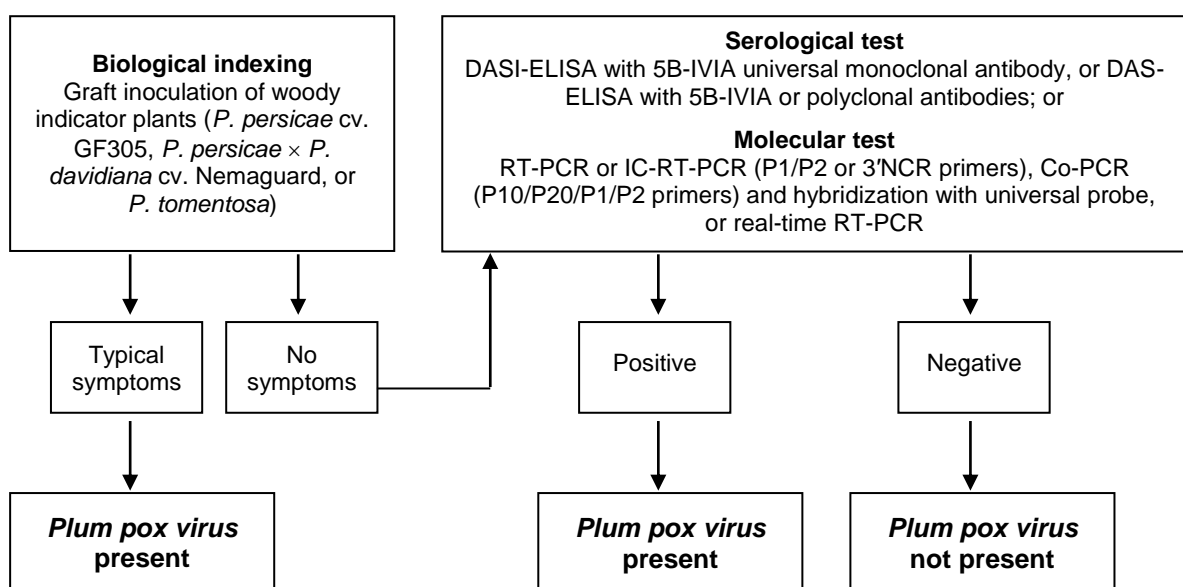 Biological indexing
Graft inoculation of woody
indicator plants (P. persicae cv.
GF305, P. persicae × P.
davidiana cv. Nemaguard, or
P. tomentosa)
Serological test
DASI-ELISA with 5B-IVIA universal monoclonal antibody, or DAS-
ELISA with 5B-IVIA or polyclonal antibodies; or
Molecular test
RT-PCR or IC-RT-PCR (P1/P2 or 3′NCR primers), Co-PCR
(P10/P20/P1/P2 primers) and hybridization with universal probe,
or real-time RT-PCR
Typical
symptoms
No
symptoms
Positive
Negative
Plum pox virus
present
Plum pox virus
present
Plum pox virus
not present